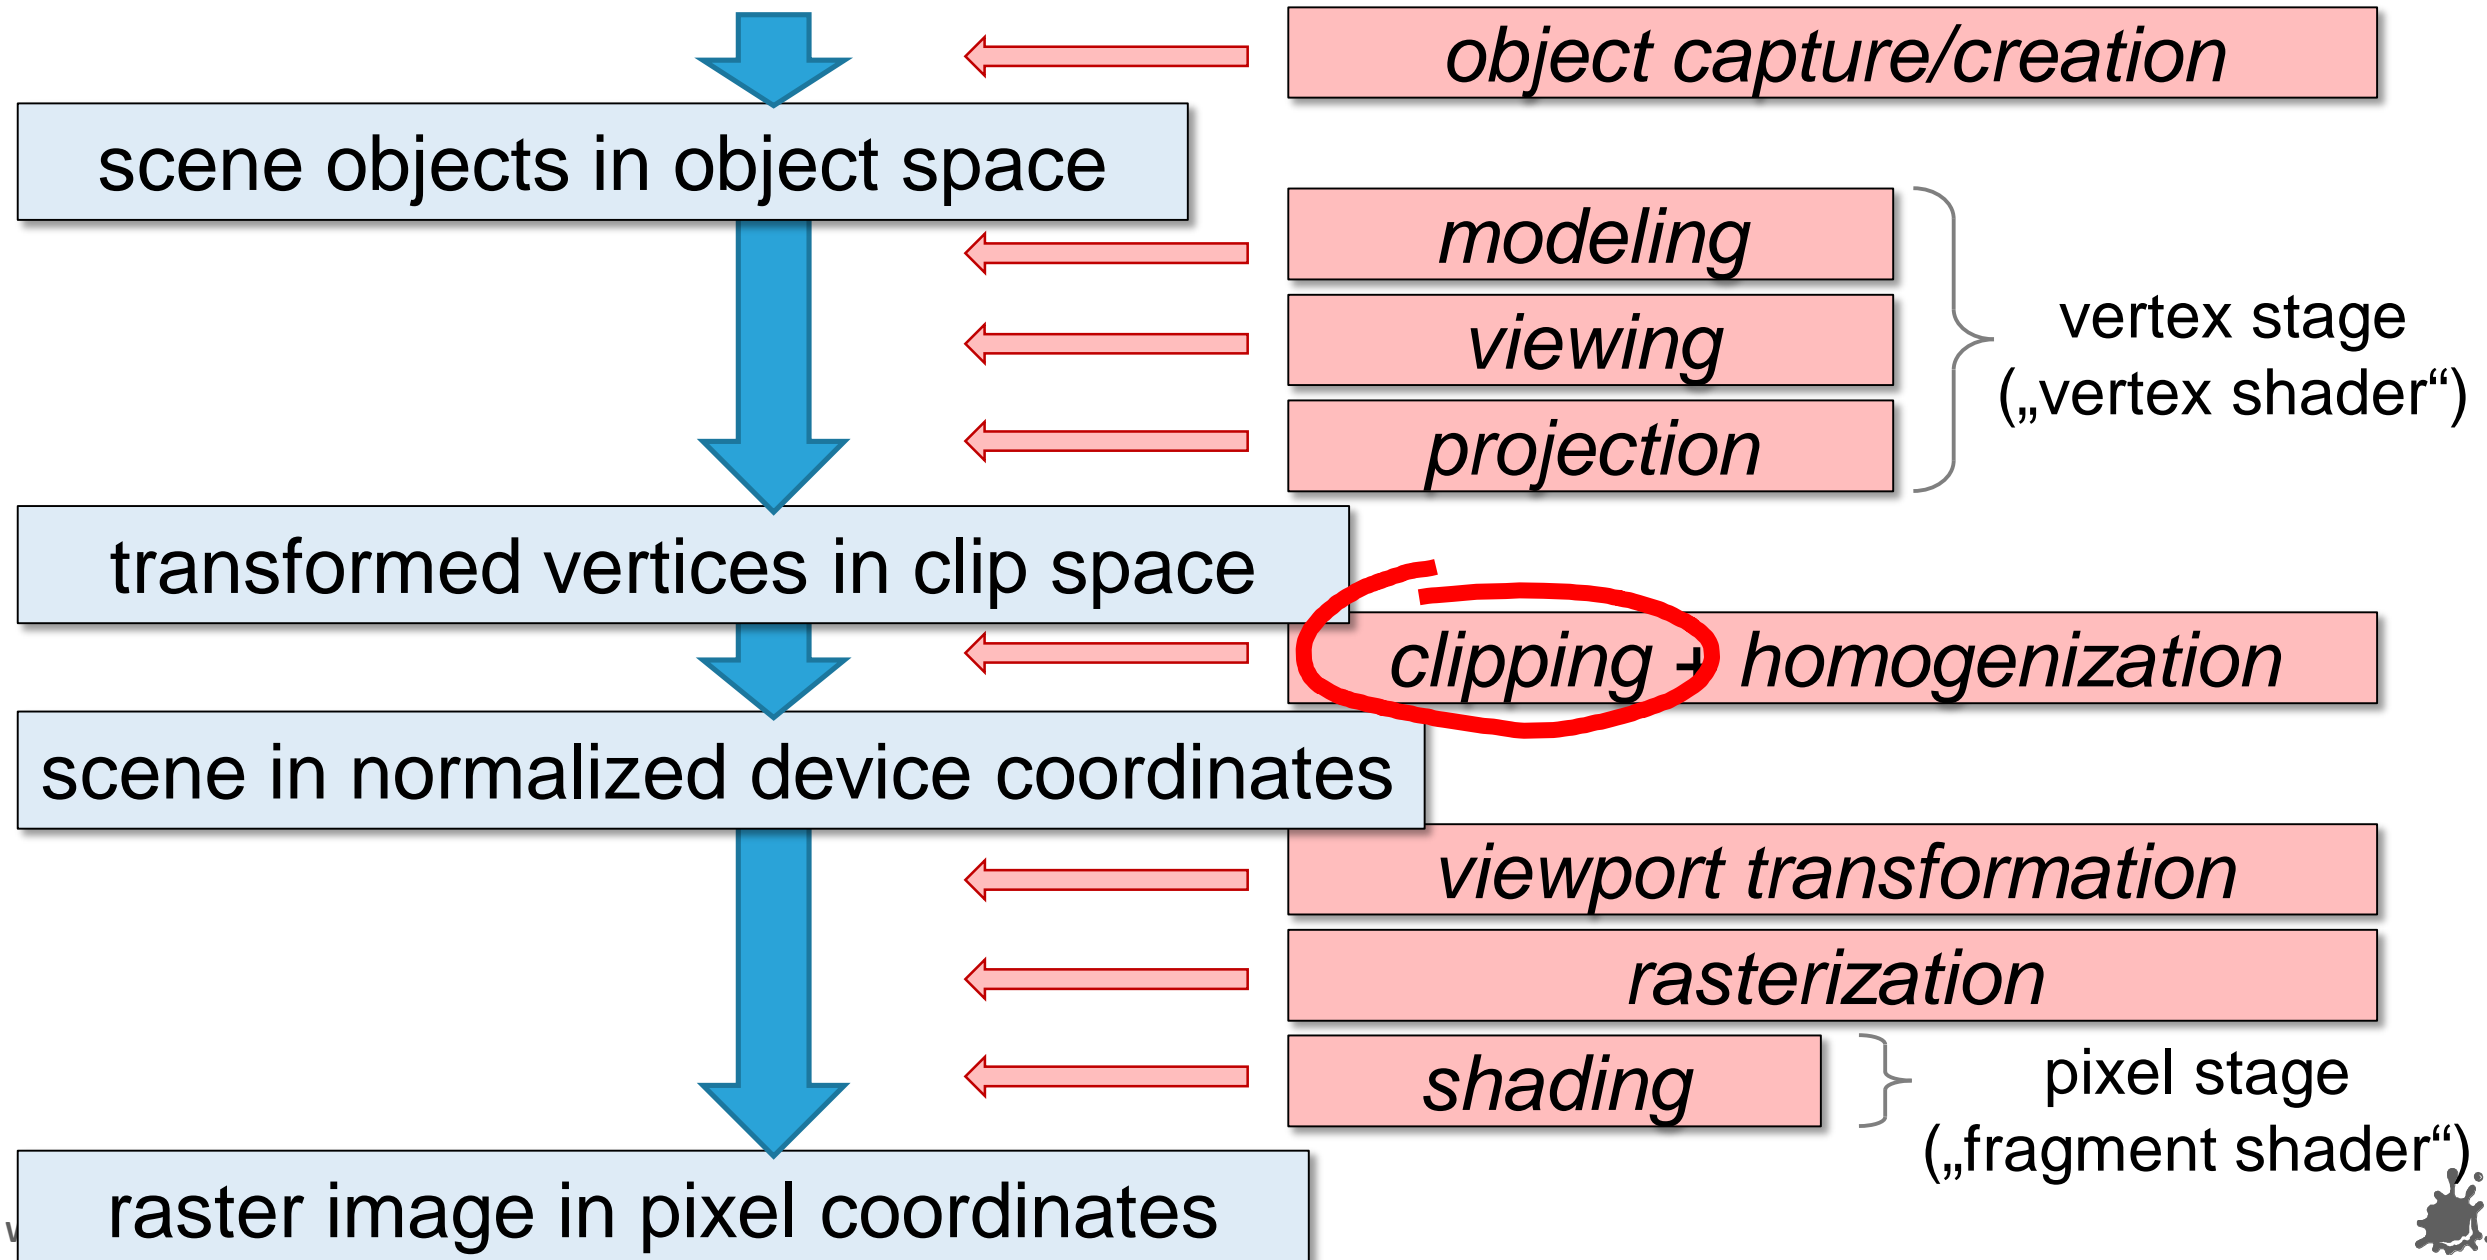 object capture/creation
scene objects in object space
modeling
viewing
projection
vertex stage
(„vertex shader“)
transformed vertices in clip space
clipping + homogenization
scene in normalized device coordinates
viewport transformation
rasterization
shading
pixel stage
(„fragment shader“)
raster image in pixel coordinates